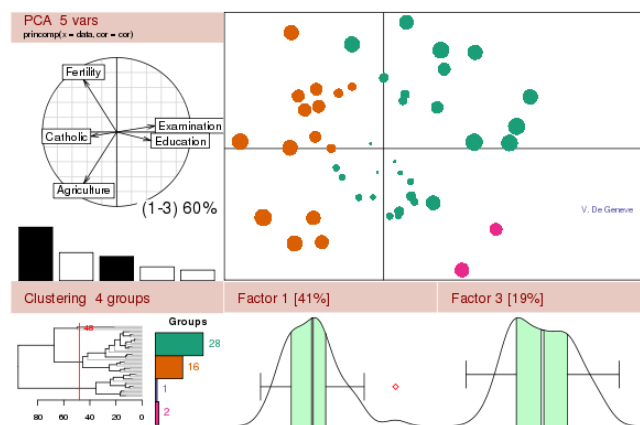 PCA 5 vars
princomp(x = data, cor = cor)
Fertility
Catholic
Examination
Education
Agriculture
(1-3) 60%
V. De Geneve
Clustering 4 groups
Factor 1 [41%]
Factor 3 [19%]
48
Groups
28
16
1
2
80 60 40 20 0